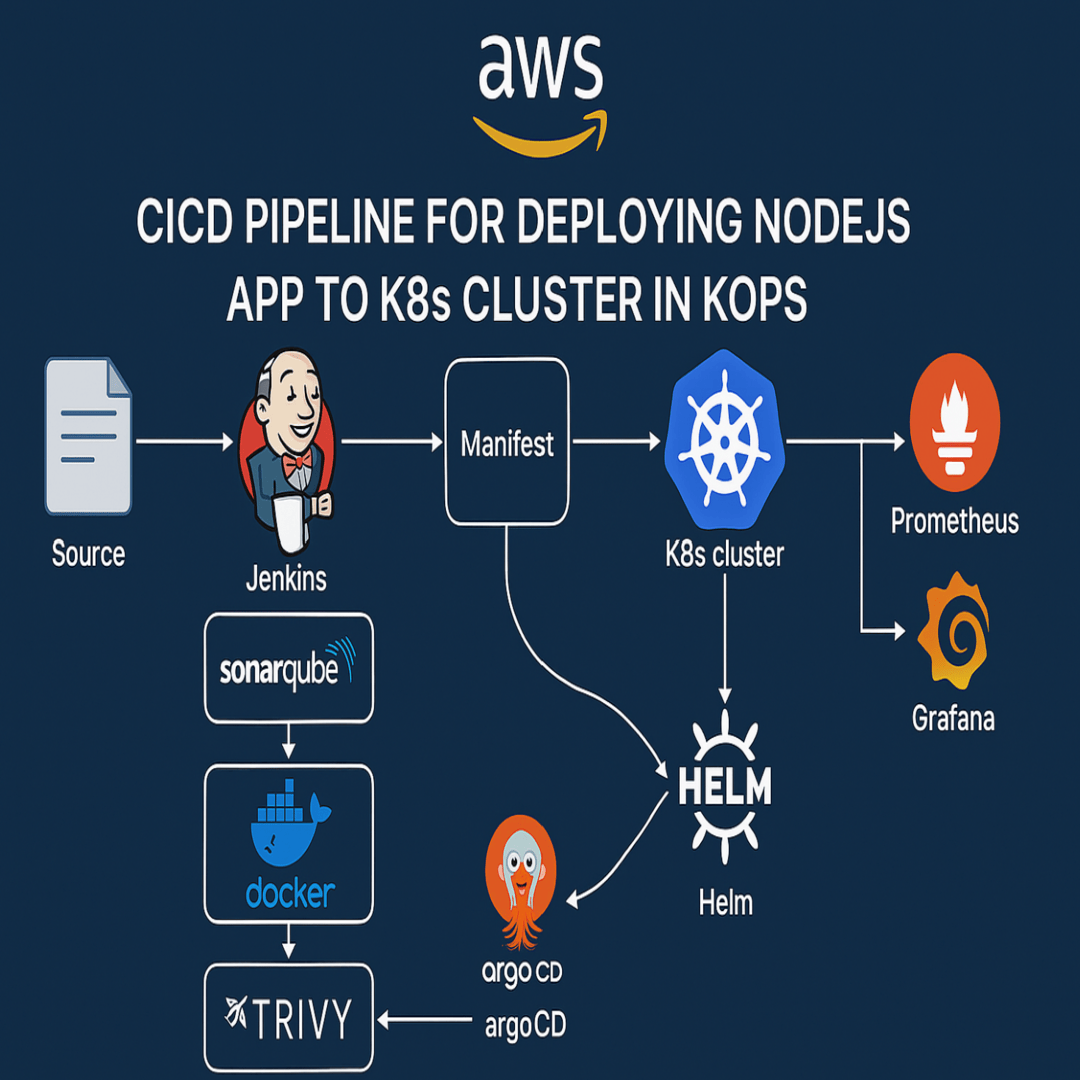 aws
CICD PIPELINE FOR DEPLOYING NODEJS
APP TO K8s CLUSTER IN KOPS
Source
Jenkins
Manifest
K8s cluster
Prometheus
Grafana
sonarqube
docker
TRIVY
HELM
Helm
argo CD
argoCD